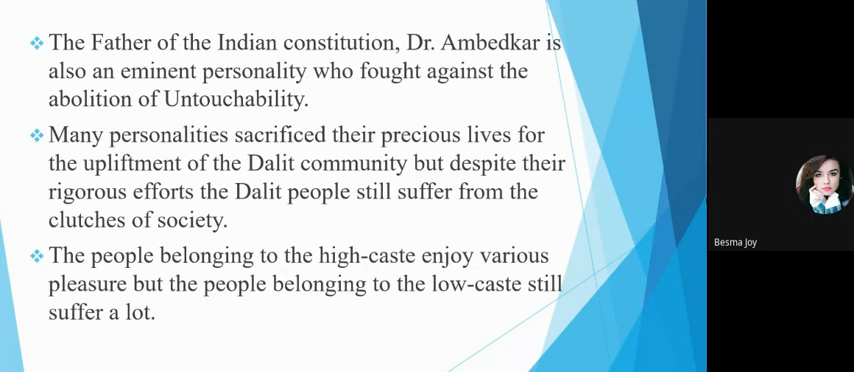 The Father of the Indian constitution, Dr. Ambedkar is
also an eminent personality who fought against the
abolition of Untouchability.
Many personalities sacrificed their precious lives for
the upliftment of the Dalit community but despite their
rigorous efforts the Dalit people still suffer from the
clutches of society.
The people belonging to the high-caste enjoy various
pleasure but the people belonging to the low-caste still
suffer a lot.
Besma Joy